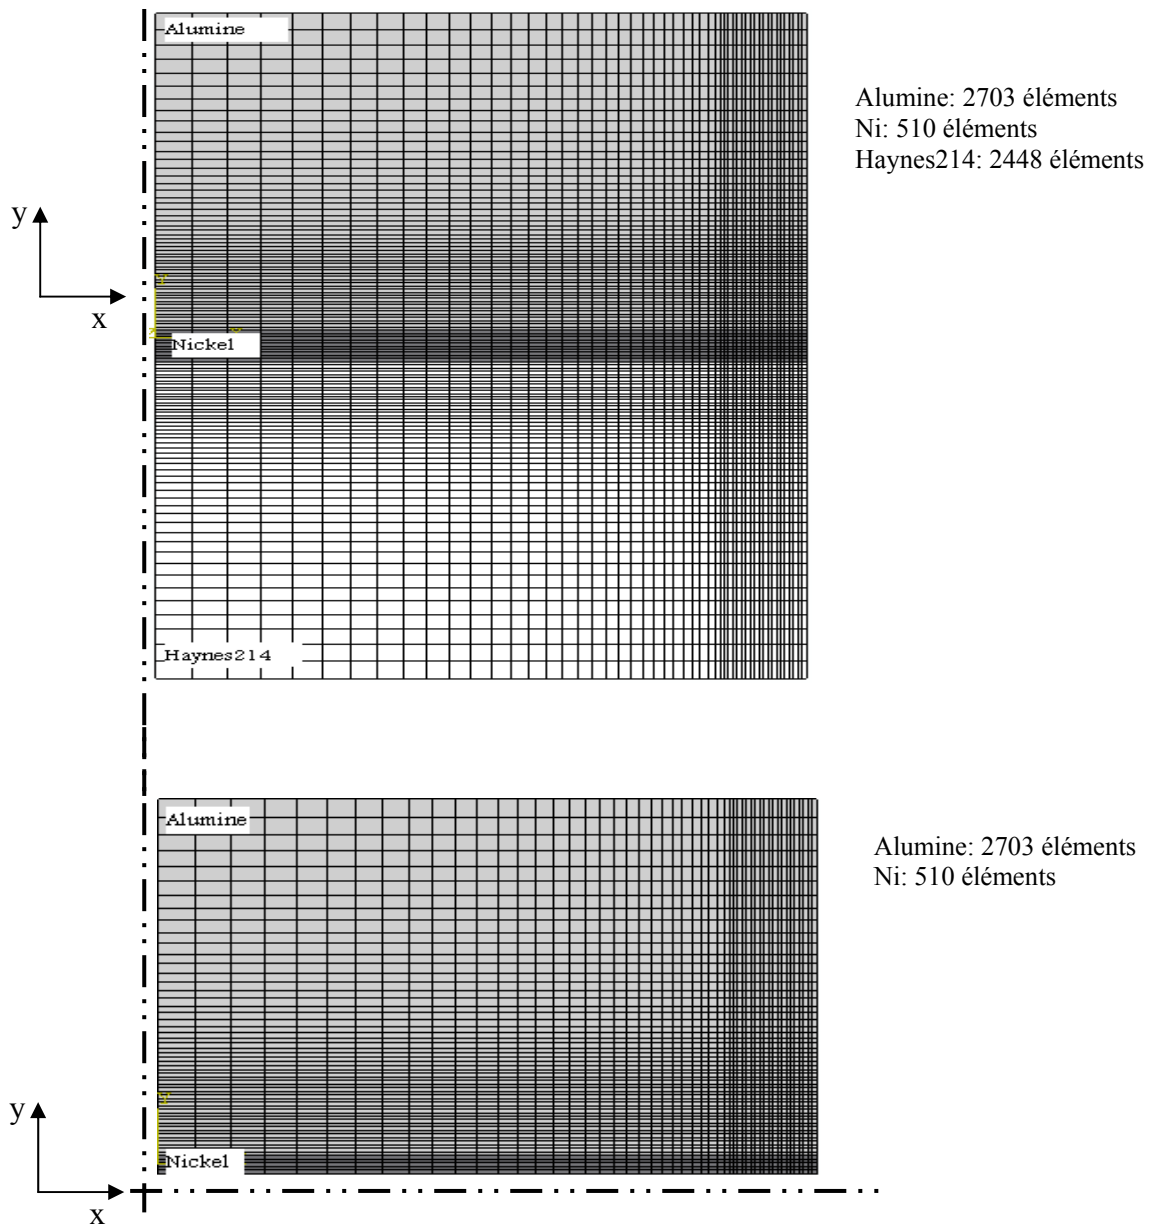 Alumine
Alumine: 2703 éléments
Ni: 510 éléments
Haynes214: 2448 éléments
y
x
Y
Nickel
Haynes214
Alumine
Alumine: 2703 éléments
Ni: 510 éléments
y
x
Y
Nickel